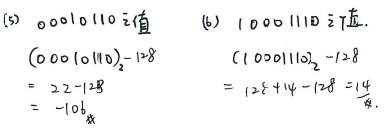 (5) 00010110 之值
(00010110)₂ - 128
= 22 - 128
= -106 #
(6) 10001110 之值.
(10001110)₂ - 128
= 128 + 14 - 128 = 14 #.